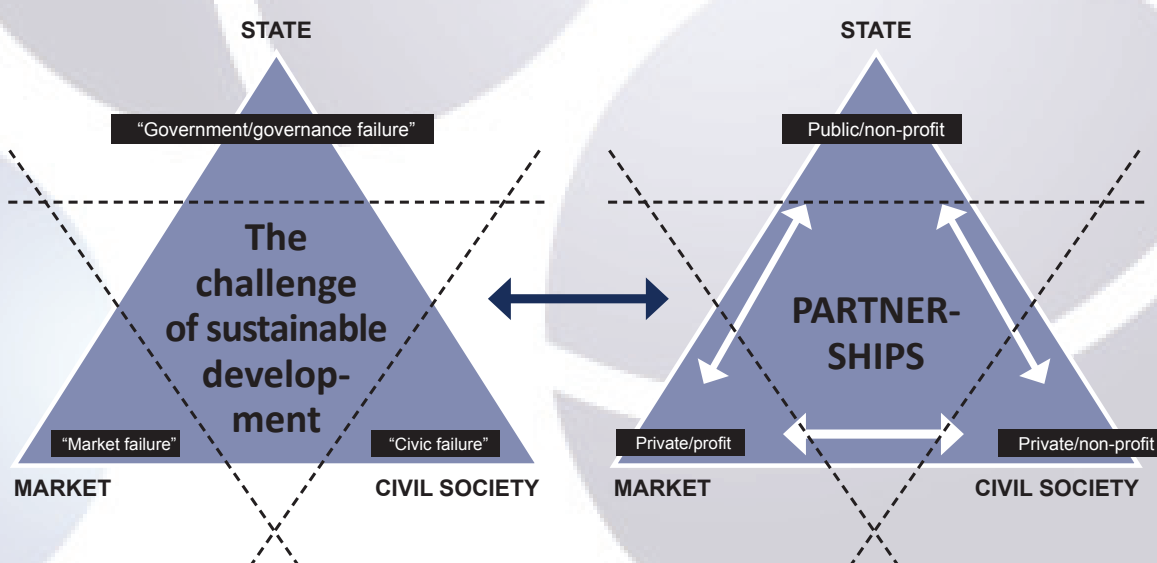 STATE
“Government/governance failure”
The
challenge
of sustainable
develop-
ment
“Market failure”
“Civic failure”
MARKET
CIVIL SOCIETY
STATE
Public/non-profit
PARTNER-
SHIPS
Private/profit
Private/non-profit
MARKET
CIVIL SOCIETY